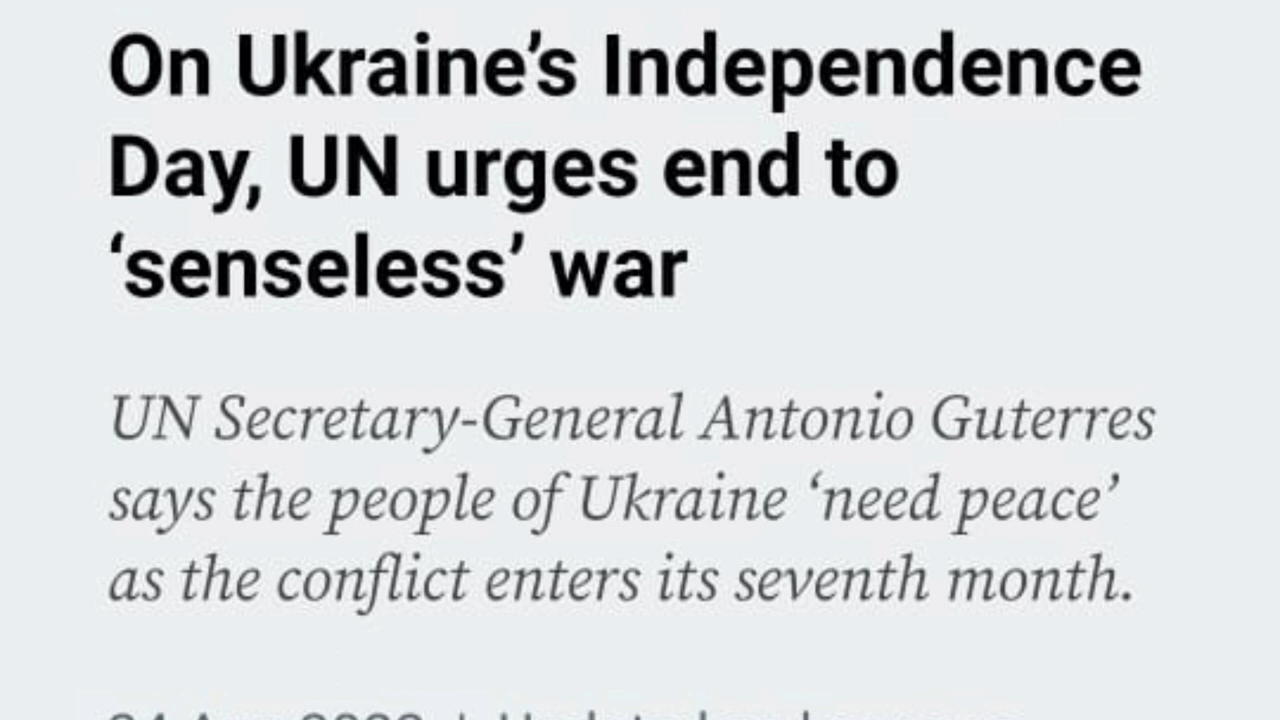 On Ukraine’s Independence
Day, UN urges end to
‘senseless’ war
UN Secretary-General Antonio Guterres
says the people of Ukraine ‘need peace’
as the conflict enters its seventh month.